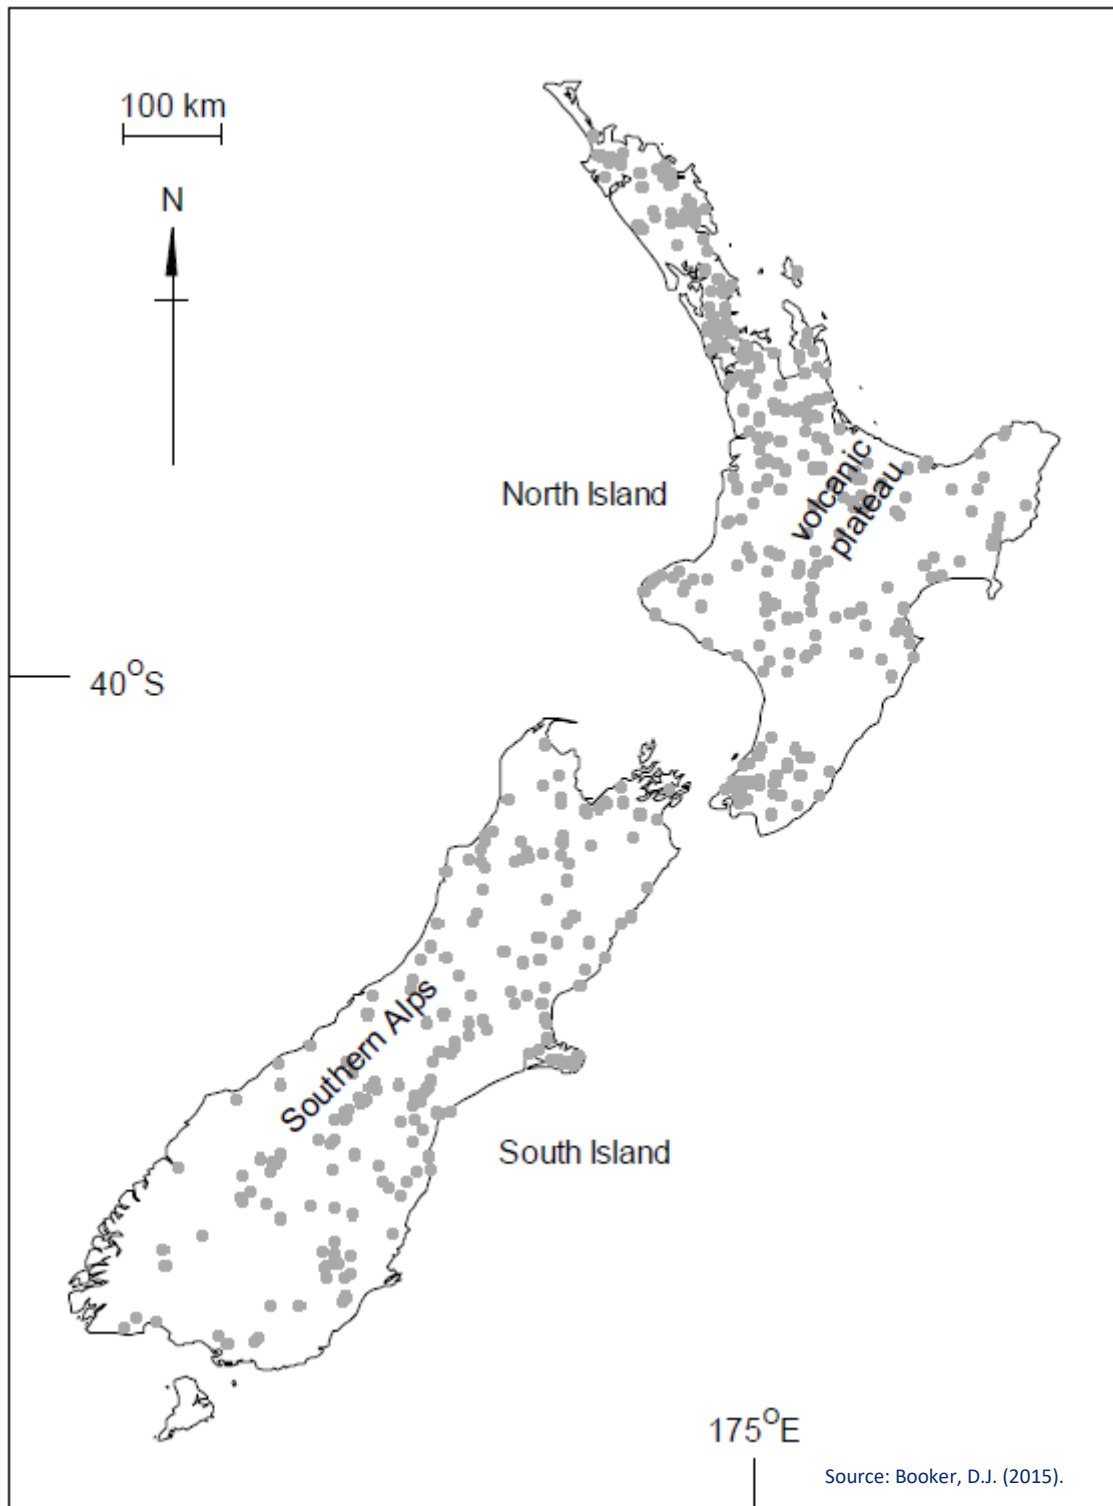 100 km
N
North Island
volcanic
plateau
40°S
Southern Alps
South Island
175°E
Source: Booker, D.J. (2015).